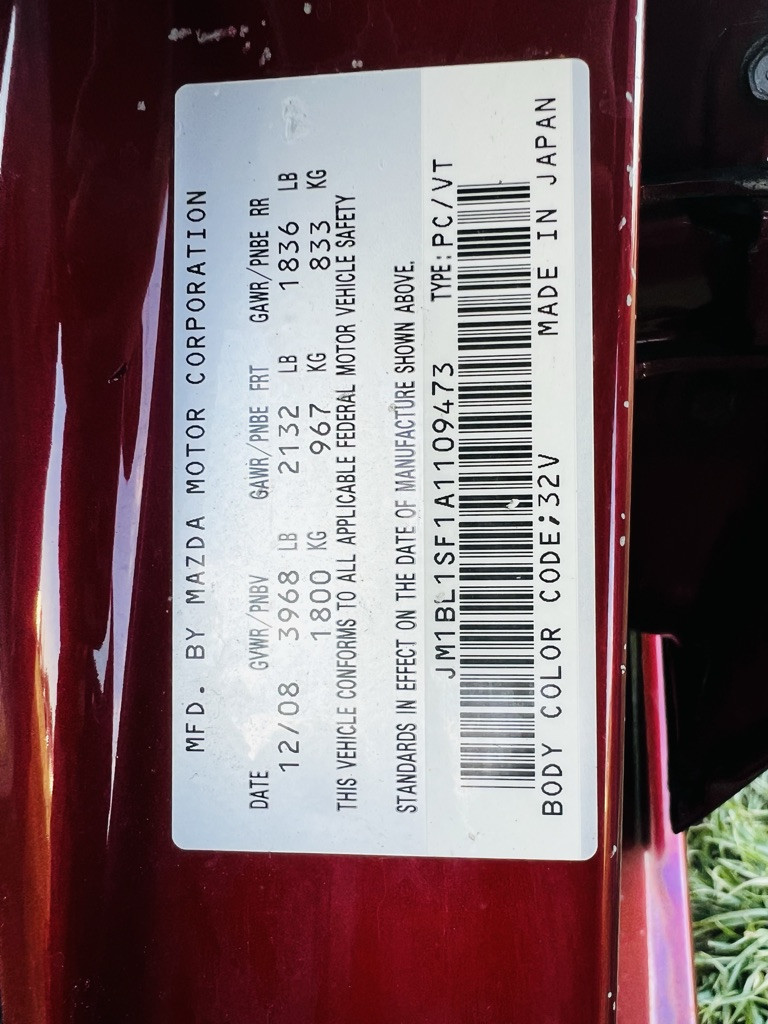 MFD. BY MAZDA MOTOR CORPORATION
DATE GVWR/PNBV GAWR/PNBE FRT GAWR/PNBE RR
12/08 3968 LB 2132 LB 1836 LB
1800 KG 967 KG 833 KG
THIS VEHICLE CONFORMS TO ALL APPLICABLE FEDERAL MOTOR VEHICLE SAFETY
STANDARDS IN EFFECT ON THE DATE OF MANUFACTURE SHOWN ABOVE.
JM1BL1SF1A1109473 TYPE:PC/VT
BODY COLOR CODE;32V MADE IN JAPAN